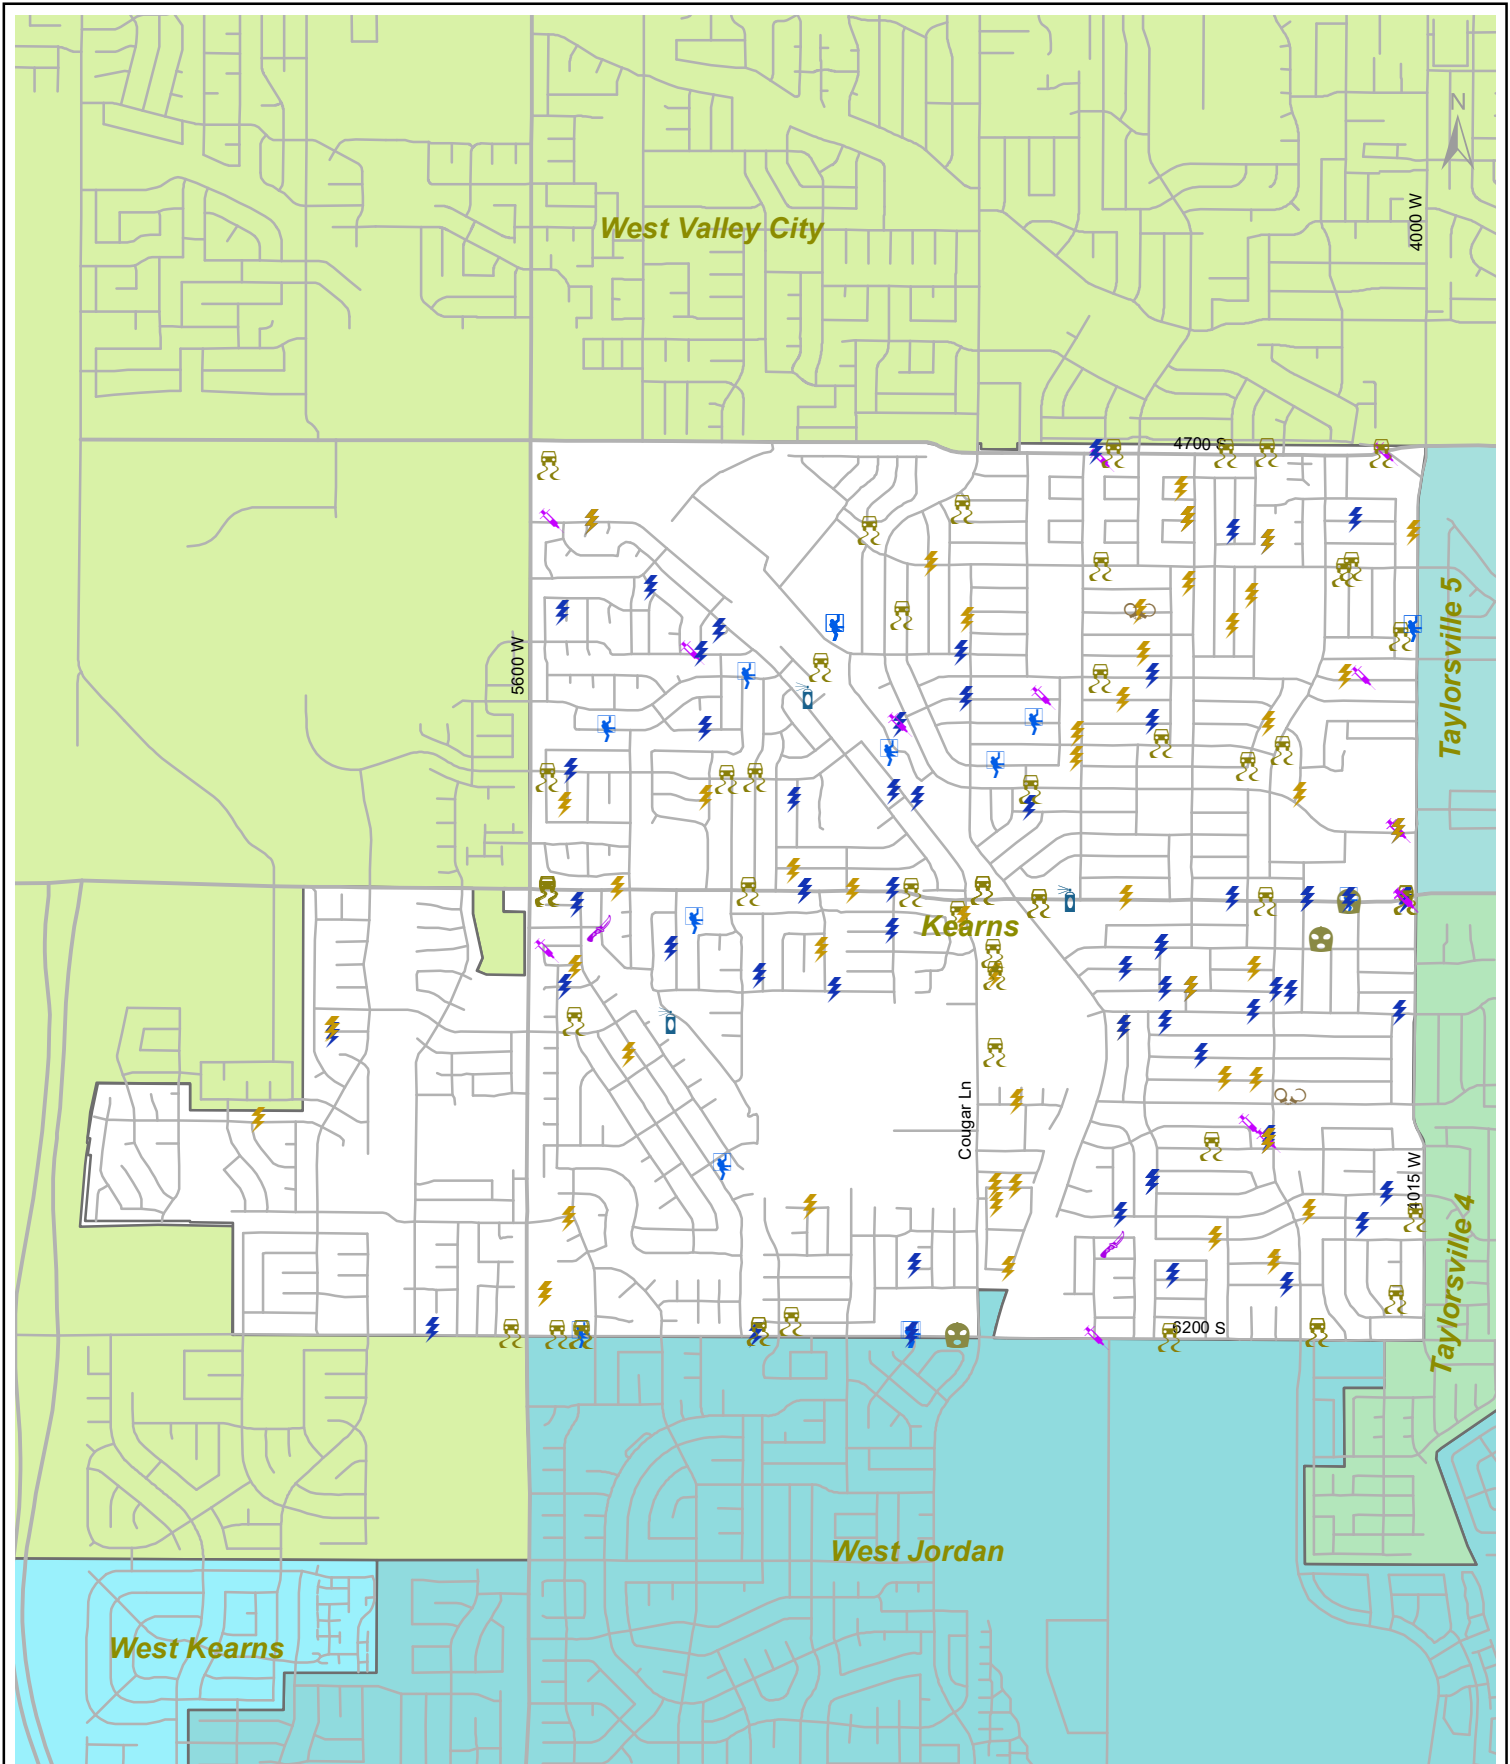 N
4000 W
West Valley City
4700 S
Taylorsville 5
5600 W
Kearns
Cougar Ln
4015 W
Taylorsville 4
6200 S
West Jordan
West Kearns